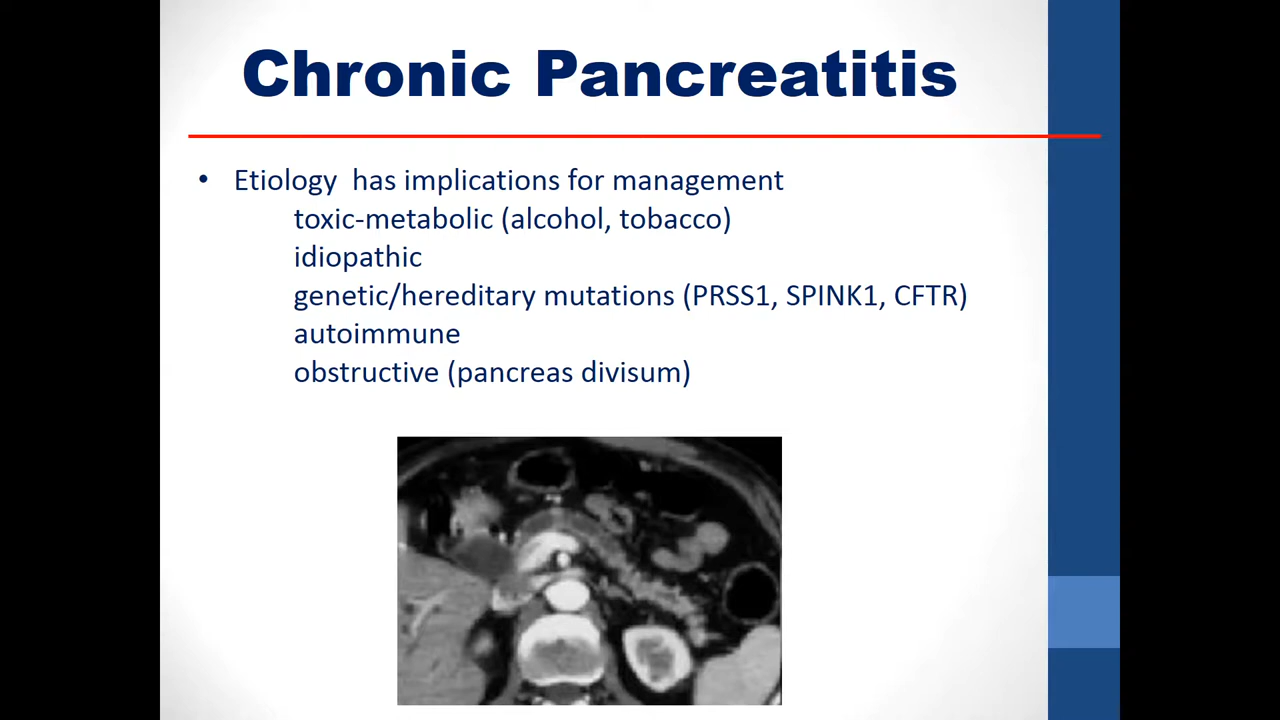 Chronic Pancreatitis
• Etiology  has implications for management
toxic-metabolic (alcohol, tobacco)
idiopathic
genetic/hereditary mutations (PRSS1, SPINK1, CFTR)
autoimmune
obstructive (pancreas divisum)